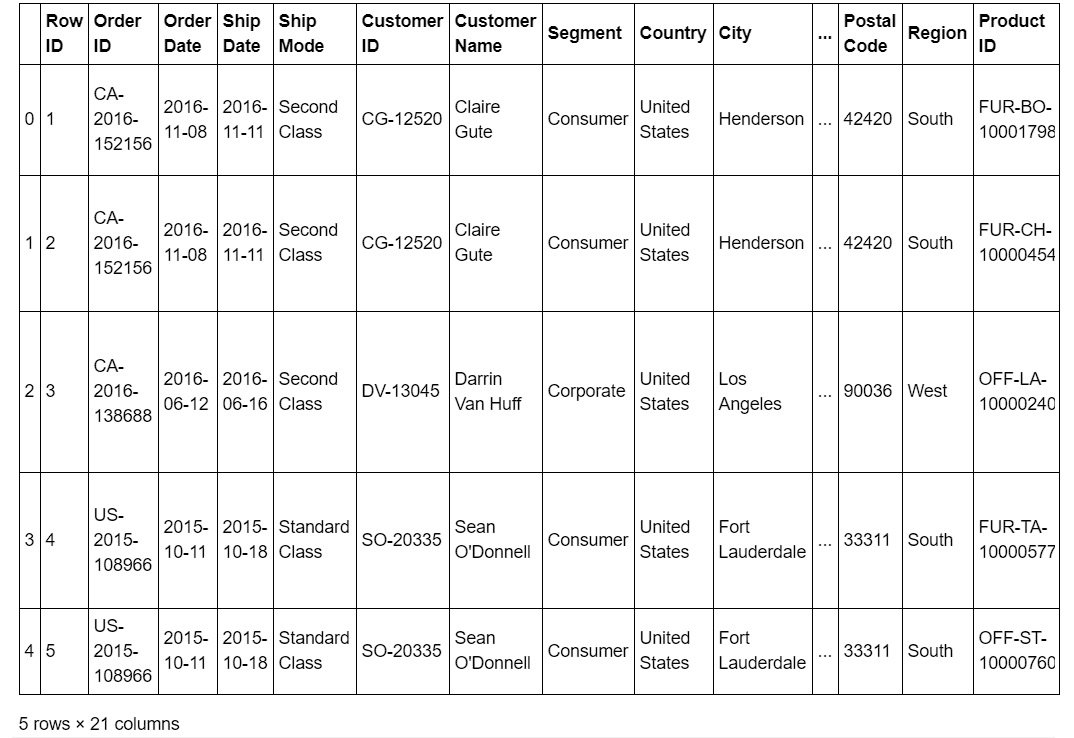 Row ID Order ID Order Date Ship Date Ship Mode Customer ID Customer Name Segment Country City ... Postal Code Region Product ID
0 1 CA-2016-152156 2016-11-08 2016-11-11 Second Class CG-12520 Claire Gute Consumer United States Henderson ... 42420 South FUR-BO-10001798
1 2 CA-2016-152156 2016-11-08 2016-11-11 Second Class CG-12520 Claire Gute Consumer United States Henderson ... 42420 South FUR-CH-10000454
2 3 CA-2016-138688 2016-06-12 2016-06-16 Second Class DV-13045 Darrin Van Huff Corporate United States Los Angeles ... 90036 West OFF-LA-10000240
3 4 US-2015-108966 2015-10-11 2015-10-18 Standard Class SO-20335 Sean O'Donnell Consumer United States Fort Lauderdale ... 33311 South FUR-TA-10000577
4 5 US-2015-108966 2015-10-11 2015-10-18 Standard Class SO-20335 Sean O'Donnell Consumer United States Fort Lauderdale ... 33311 South OFF-ST-10000760
5 rows × 21 columns